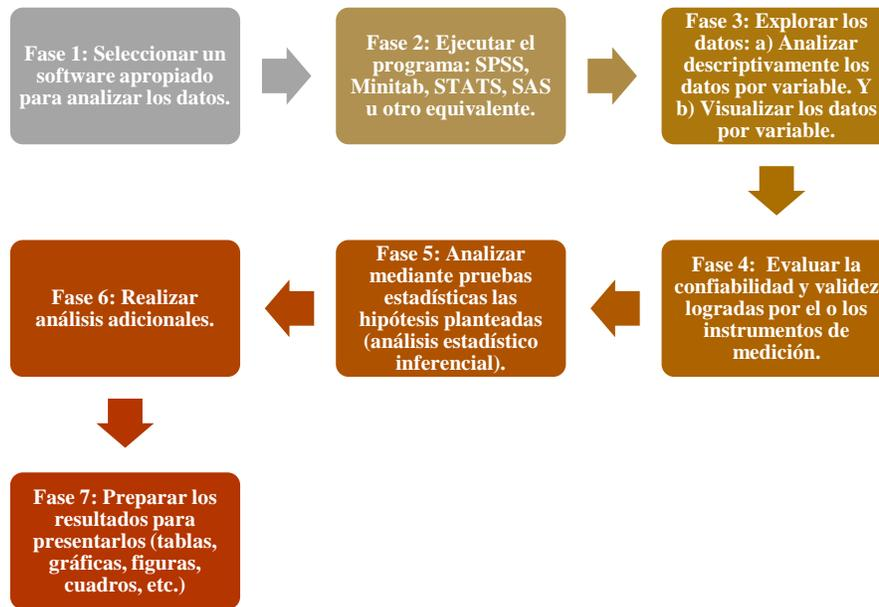 Fase 1: Seleccionar un
software apropiado
para analizar los datos.
Fase 2: Ejecutar el
programa: SPSS,
Minitab, STATS, SAS
u otro equivalente.
Fase 3: Explorar los
datos: a) Analizar
descriptivamente los
datos por variable. Y
b) Visualizar los datos
por variable.
Fase 4: Evaluar la
confiabilidad y validez
logradas por el o los
instrumentos de
medición.
Fase 5: Analizar
mediante pruebas
estadísticas las
hipótesis planteadas
(análisis estadístico
inferencial).
Fase 6: Realizar
análisis adicionales.
Fase 7: Preparar los
resultados para
presentarlos (tablas,
gráficas, figuras,
cuadros, etc.)